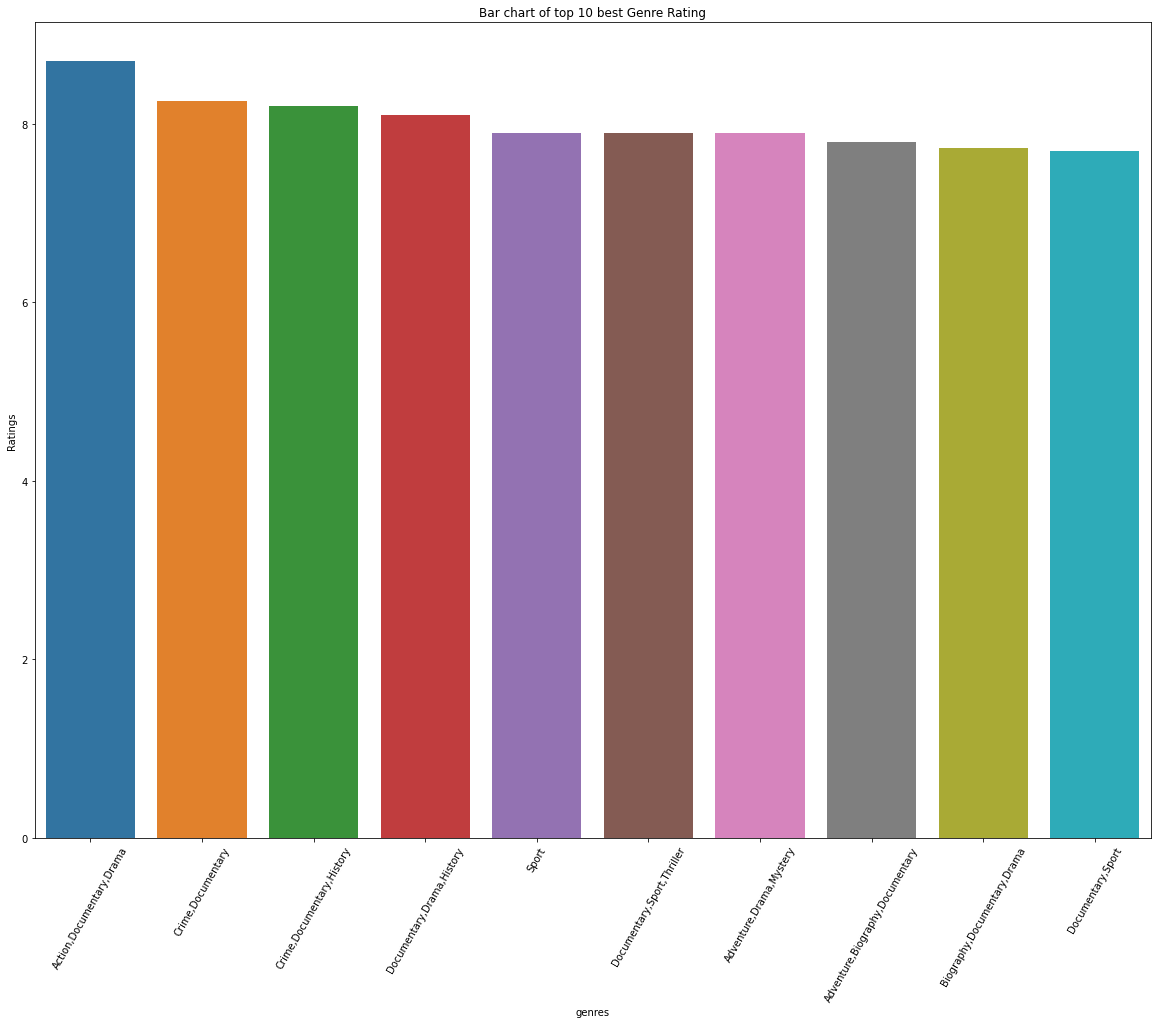 Bar chart of top 10 best Genre Rating
Ratings
8
6
4
2
0
Action,Documentary,Drama
Crime,Documentary
Crime,Documentary,History
Documentary,Drama,History
Sport
Documentary,Sport,Thriller
Adventure,Drama,Mystery
Adventure,Biography,Documentary
Biography,Documentary,Drama
Documentary,Sport
genres